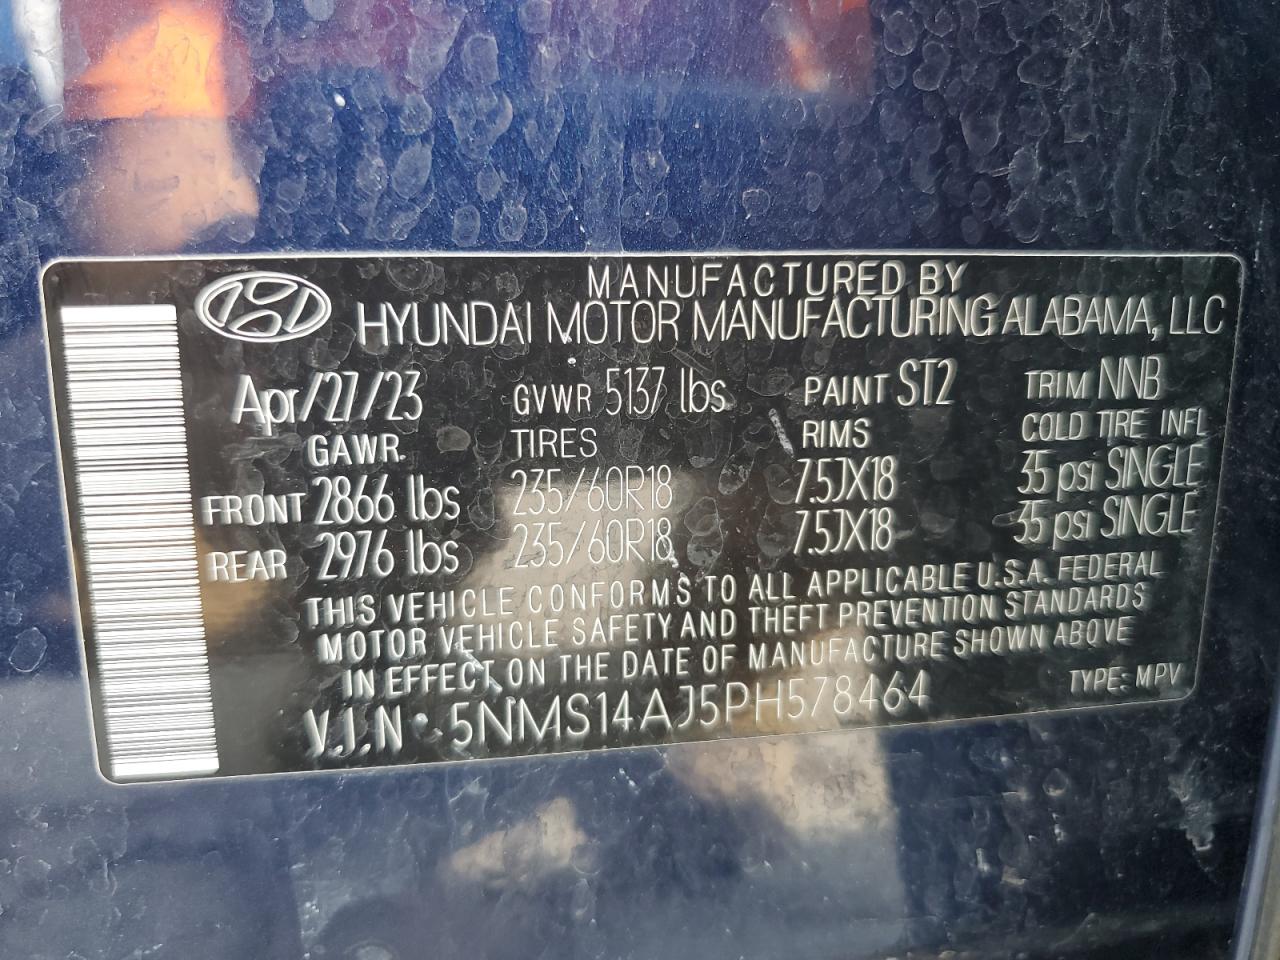 MANUFACTURED BY
HYUNDAI MOTOR MANUFACTURING ALABAMA, LLC
Apr/27/23 GVWR 5137 lbs PAINT ST2 TRIM NNB
GAWR TIRES RIMS COLD TIRE INFL
FRONT 2866 lbs 235/60R18 7.5JX18 35 psi SINGLE
REAR 2976 lbs 235/60R18 7.5JX18 35 psi SINGLE
THIS VEHICLE CONFORMS TO ALL APPLICABLE U.S.A. FEDERAL
MOTOR VEHICLE SAFETY AND THEFT PREVENTION STANDARDS
IN EFFECT ON THE DATE OF MANUFACTURE SHOWN ABOVE
V.I.N : 5NMS14AJ5PH578464 TYPE: MPV